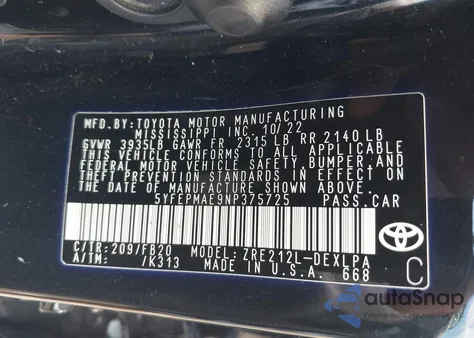 MFD.BY:TOYOTA MOTOR MANUFACTURING
MISSISSIPPI INC. 10/22
GVWR 3935LB GAWR FR 2315 LB RR 2140 LB
THIS VEHICLE CONFORMS TO ALL APPLICABLE
FEDERAL MOTOR VEHICLE SAFETY, BUMPER, AND
THEFT PREVENTION STANDARDS IN EFFECT ON
THE DATE OF MANUFACTURE SHOWN ABOVE.
5YFEPMAE9NP375725 PASS.CAR
C/TR:209/FB20 MODEL:ZRE212L-DEXLPA
A/TM: /K313 MADE IN U.S.A. 668
TOYOTA
C
autoSnap